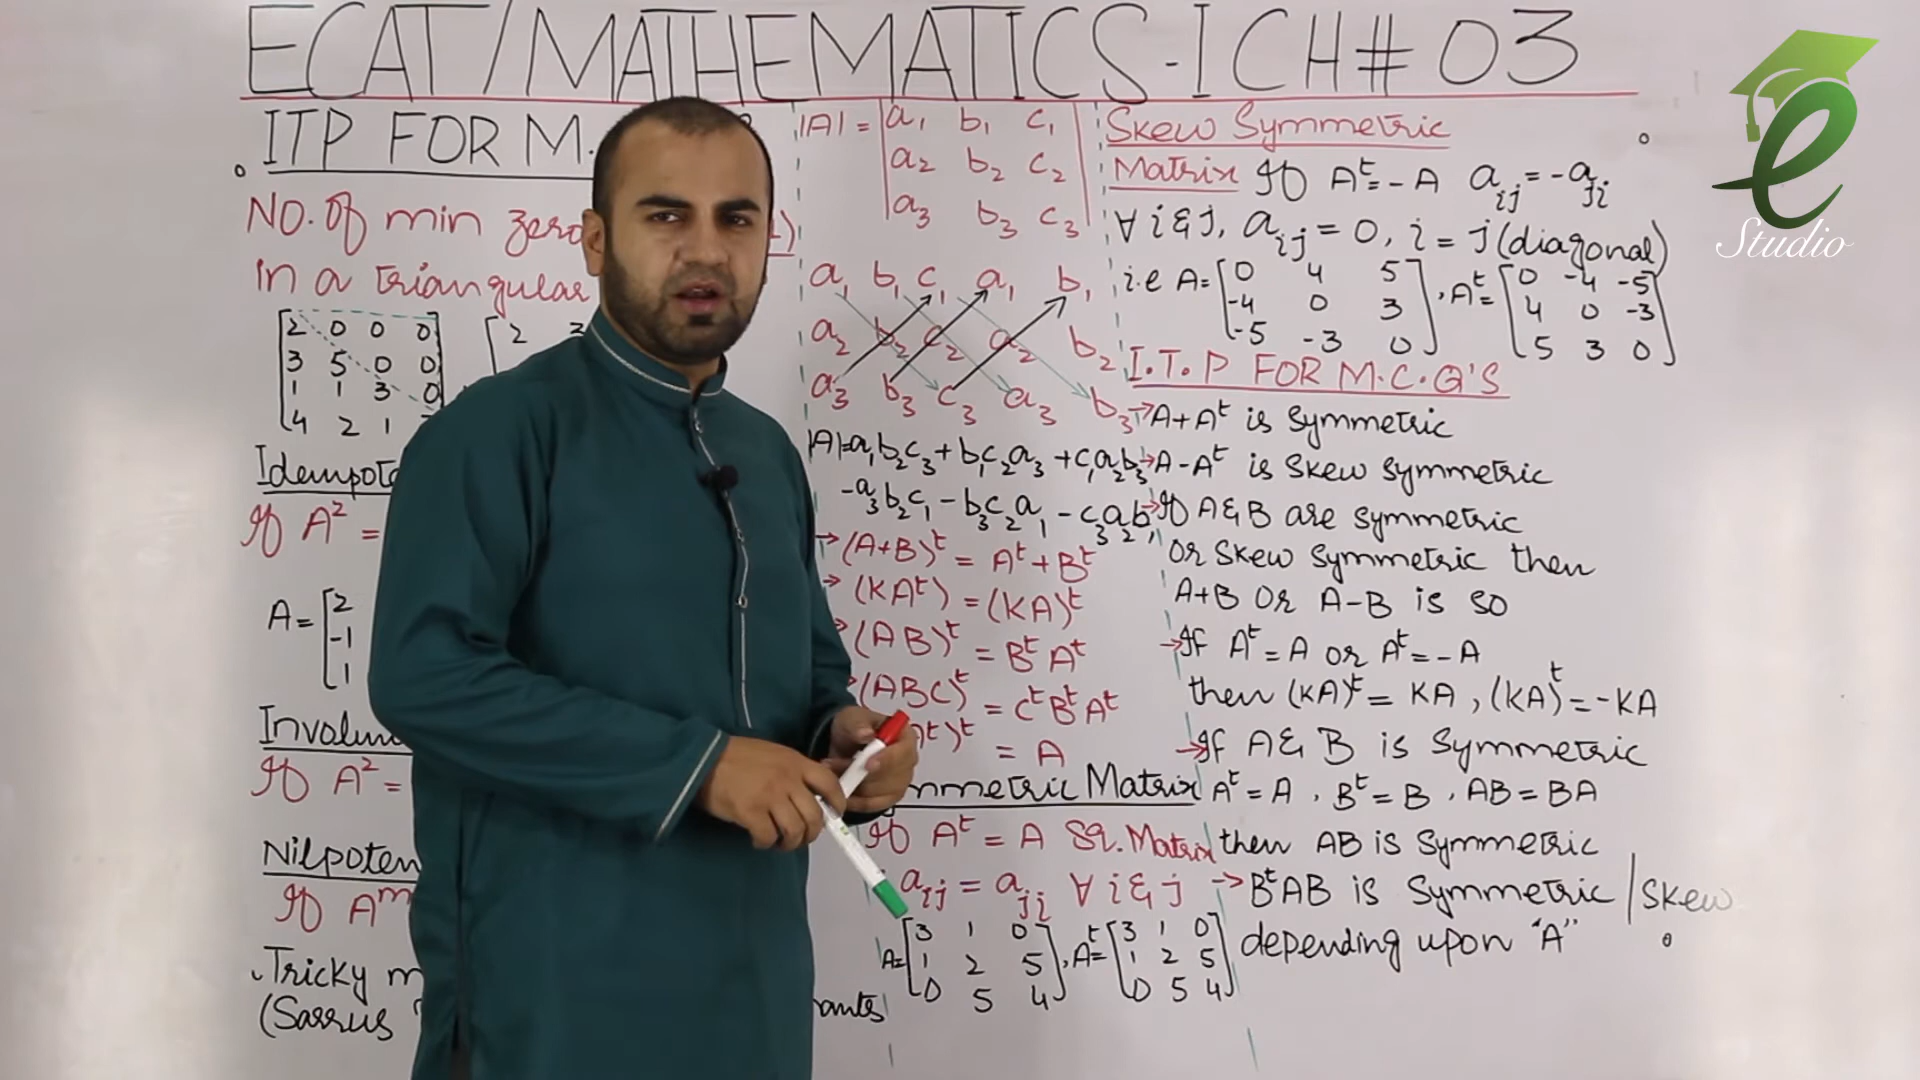 ECAT/MATHEMATICS-I CH# 03
ITP FOR M.
NO. Of min zero
in a triangular
2 0 0 0
3 5 0 0
1 1 3 0
4 2 1
2 3
Idempote
If A² =
A= 2
-1
1
Involu
If A² =
Nilpoten
If Aᵐ
Tricky m
(Sarrus
ants
|A| = a₁ b₁ c₁
a₂ b₂ c₂
a₃ b₃ c₃
a₁ b₁ c₁ a₁ b₁
a₂ b₂ c₂ a₂ b₂
a₃ b₃ c₃ a₃ b₃
|A|=a₁b₂c₃+b₁c₂a₃+c₁a₂b₃
-a₃b₂c₁-b₃c₂a₁-c₃a₂b₁
→ (A+B)ᵗ = Aᵗ+Bᵗ
→ (KAᵗ) = (KA)ᵗ
→ (AB)ᵗ = BᵗAᵗ
(ABC)ᵗ = CᵗBᵗAᵗ
ᵗ)ᵗ = A
mmetric Matrix
If Aᵗ = A Sq. Matrix
aᵢⱼ = aⱼᵢ ∀ i & j
A=[3 1 0], Aᵗ=[3 1 0]
1 2 5 1 2 5
0 5 4 0 5 4
Skew Symmetric
Matrix If Aᵗ=-A aᵢⱼ=-aⱼᵢ
∀ i & j, aᵢⱼ=0, i=j (diagonal)
i.e A=[0 4 5], Aᵗ=[0 -4 -5]
-4 0 3 4 0 -3
-5 -3 0 5 3 0
I.T.P FOR M.C.Q'S
→A+Aᵗ is symmetric
→A-Aᵗ is skew symmetric
→If A & B are symmetric
or skew symmetric then
A+B or A-B is so
→If Aᵗ=A or Aᵗ=-A
then (KA)ᵗ=KA, (KA)ᵗ=-KA
→If A & B is symmetric
Aᵗ=A, Bᵗ=B, AB=BA
then AB is symmetric
→BᵗAB is symmetric/skew
depending upon "A"
e
Studio